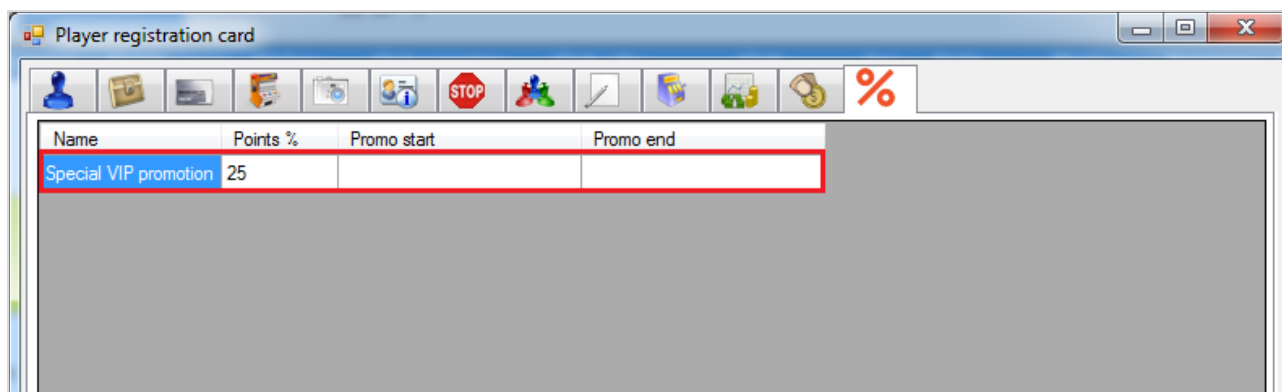 Player registration card
STOP
%
Name Points % Promo start Promo end
Special VIP promotion 25